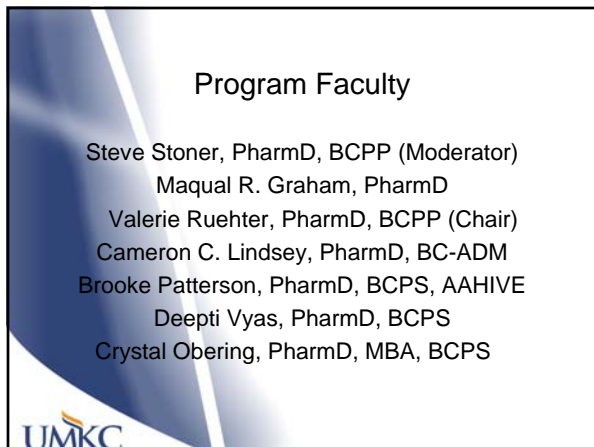 Program Faculty
Steve Stoner, PharmD, BCPP (Moderator)
Maqual R. Graham, PharmD
Valerie Ruehter, PharmD, BCPP (Chair)
Cameron C. Lindsey, PharmD, BC-ADM
Brooke Patterson, PharmD, BCPS, AAHIVE
Deepti Vyas, PharmD, BCPS
Crystal Obering, PharmD, MBA, BCPS
UMKC